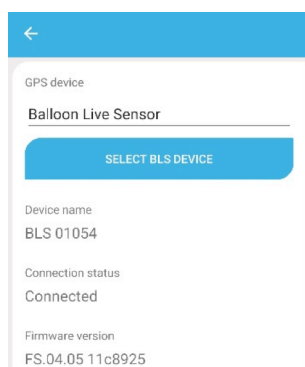 GPS device
Balloon Live Sensor
SELECT BLS DEVICE
Device name
BLS 01054
Connection status
Connected
Firmware version
FS.04.05 11c8925